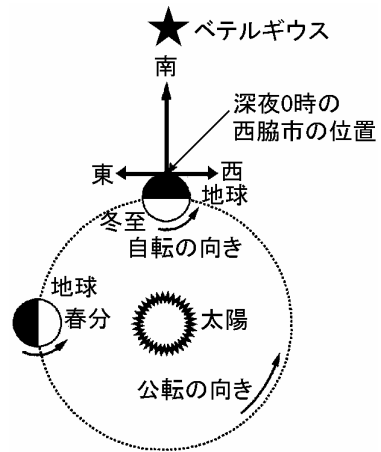 ベテルギウス
南
深夜0時の
西脇市の位置
東
西
地球
冬至
自転の向き
地球
春分
太陽
公転の向き